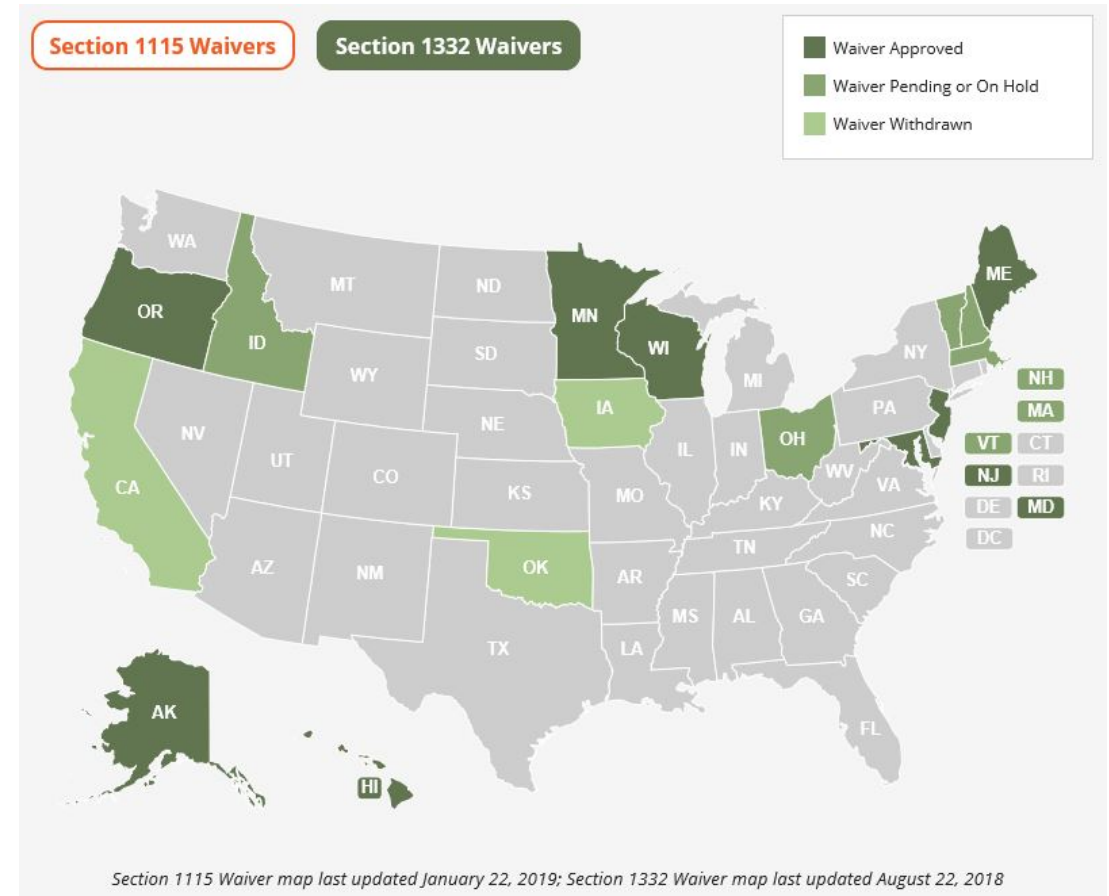 Section 1115 Waivers
Section 1332 Waivers
Waiver Approved
Waiver Pending or On Hold
Waiver Withdrawn
WA
MT
ND
MN
ME
OR
ID
SD
WI
WY
MI
NY
NH
IA
PA
MA
NE
NV
UT
CO
IL
IN
OH
VT
CT
CA
KS
MO
WV
VA
NJ
RI
KY
DE
MD
AZ
NM
OK
AR
TN
NC
DC
SC
MS
AL
GA
TX
LA
FL
AK
HI
Section 1115 Waiver map last updated January 22, 2019; Section 1332 Waiver map last updated August 22, 2018